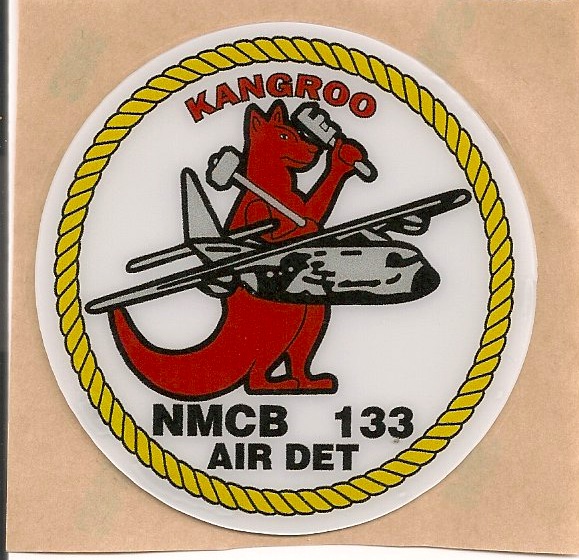 KANGROO
NMCB 133
AIR DET